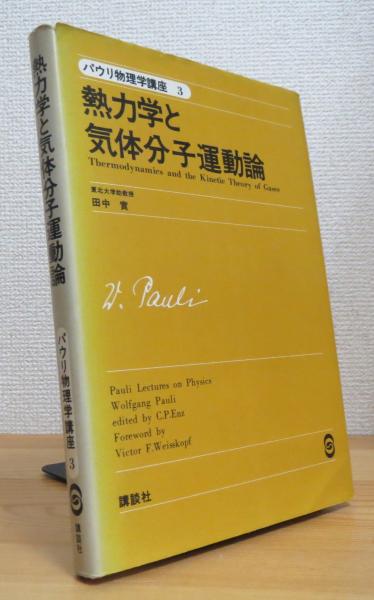 熱力学と気体分子運動論
パウリ物理学講座 3
講談社
パウリ物理学講座 3
熱力学と
気体分子運動論
Thermodynamics and the Kinetic Theory of Gases
東北大学助教授
田中 實
W. Pauli
Pauli Lectures on Physics
Wolfgang Pauli
edited by C.P.Enz
Foreword by
Victor F.Weisskopf
講談社